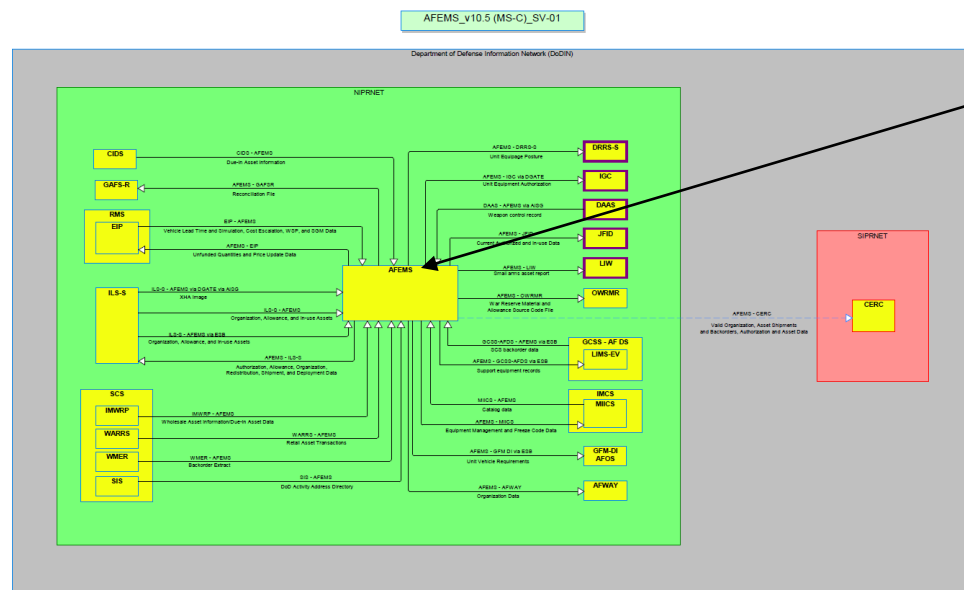 AFEMS_v10.5 (MS-C)_SV-01
Department of Defense Information Network (DoDIN)
NIPRNET
CIDS
CIDS - AFEMS
Due-in Asset Information
GAFS-R
AFEMS - GAFSR
Reconciliation File
RMS
EIP
EIP - AFEMS
Vehicle Lead Time and Simulation, Cost Escalation, WSP, and SGM Data
AFEMS - EIP
Unfunded Quantities and Price Update Data
AFEMS
ILS-S
ILS-S - AFEMS via DGATE via AISG
XHA Image
ILS-S - AFEMS
Organization, Allowance, and In-use Assets
ILS-S - AFEMS via ESB
Organization, Allowance, and In-use Assets
AFEMS - ILS-S
Authorization, Allowance, Organization,
Redistribution, Shipment, and Deployment Data
SCS
IMWRP
IMWRP - AFEMS
Wholesale Asset Information/Due-In Asset Data
WARRS
WARRS - AFEMS
Retail Asset Transactions
WMER
WMER - AFEMS
Backorder Extract
SIS
SIS - AFEMS
DoD Activity Address Directory
AFEMS - DRRS-S
Unit Equipage Posture
DRRS-S
AFEMS - IGC via DGATE
Unit Equipment Authorization
IGC
DAAS - AFEMS via AISG
Weapon control record
DAAS
AFEMS - JFID
Current Authorized and In-use Data
JFID
AFEMS - LIW
Small arms asset report
LIW
AFEMS - OWRMR
War Reserve Material and
Allowance Source Code File
OWRMR
GCSS-AFDS - AFEMS via ESB
SCS backorder data
AFEMS - GCSS-AFDS via ESB
Support equipment records
GCSS - AF DS
LIMS-EV
MIICS - AFEMS
Catalog data
AFEMS - MIICS
Equipment Management and Freeze Code Data
IMCS
MIICS
AFEMS - GFM DI via ESB
Unit Vehicle Requirements
GFM-DI
AFOS
AFEMS - AFWAY
Organization Data
AFWAY
SIPRNET
CERC
AFEMS - CERC
Valid Organization, Asset Shipments
and Backorders, Authorization and Asset Data